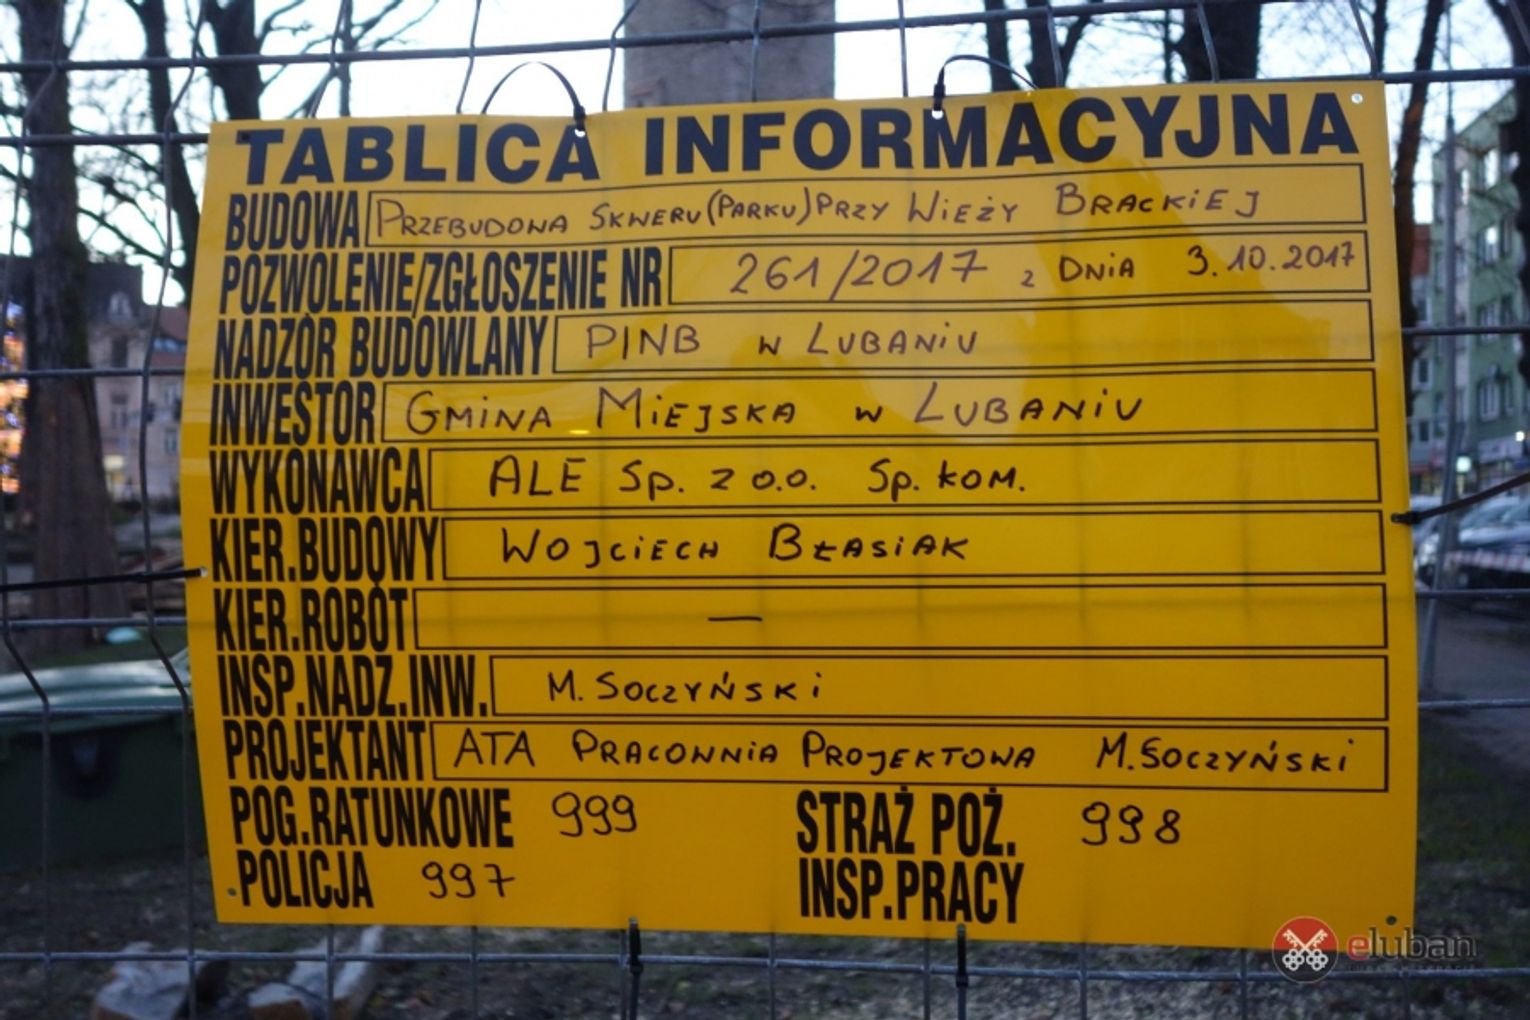 TABLICA INFORMACYJNA
BUDOWA PRZEBUDOWA SKWERU (PARKU) PRZY WIEŻY BRACKIEJ
POZWOLENIE/ZGŁOSZENIE NR 261/2017 z DNIA 3.10.2017
NADZÓR BUDOWLANY PINB w LUBANIU
INWESTOR GMINA MIEJSKA w LUBANIU
WYKONAWCA ALE Sp. z o.o. Sp. kom.
KIER.BUDOWY WOJCIECH BŁASIAK
KIER.ROBÓT —
INSP.NADZ.INW. M. SOCZYŃSKI
PROJEKTANT ATA PRACOWNIA PROJEKTOWA M. SOCZYŃSKI
POG.RATUNKOWE 999 STRAŻ POŻ. 998
POLICJA 997 INSP.PRACY
eluban